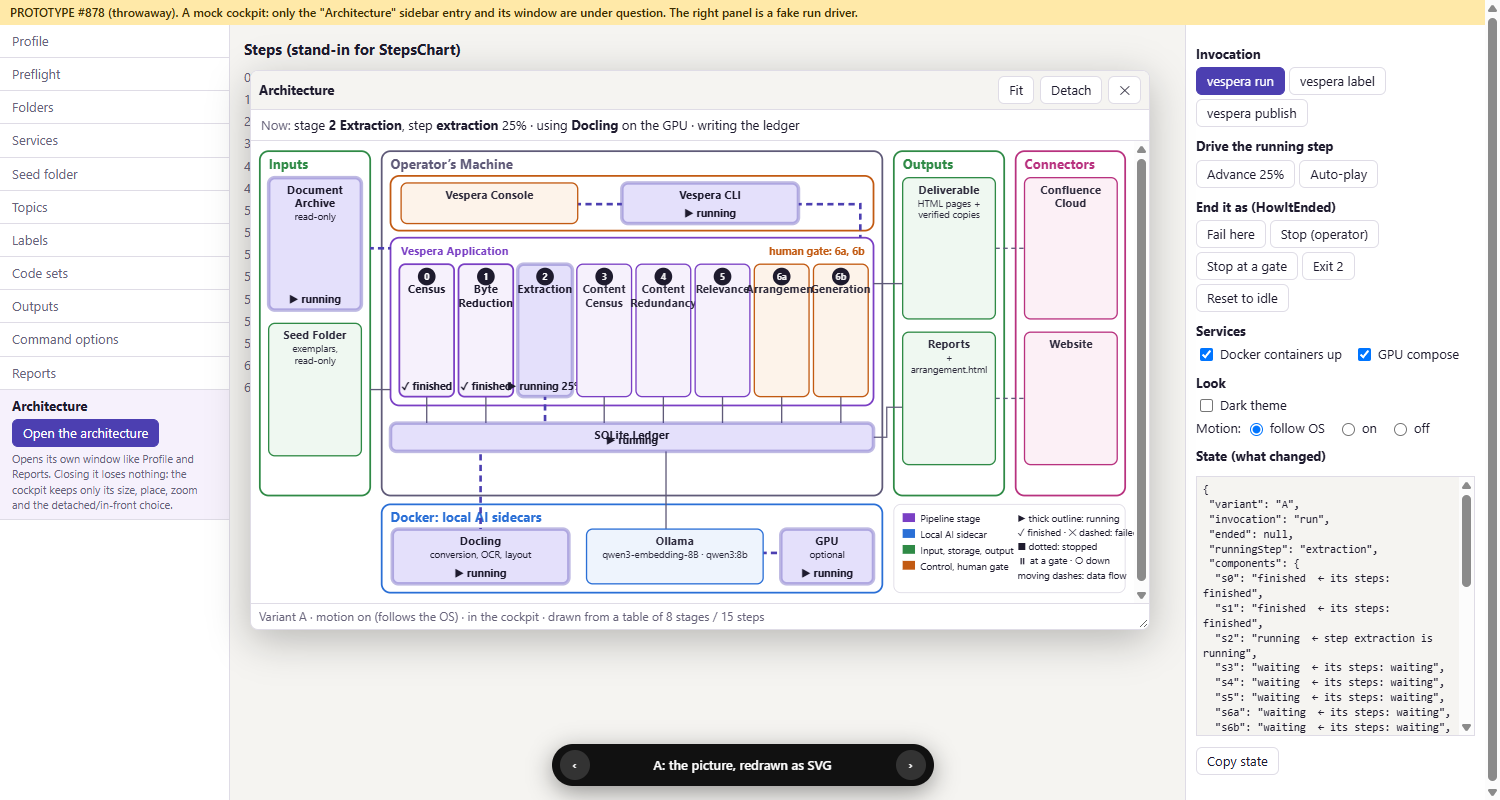 PROTOTYPE #878 (throwaway). A mock cockpit: only the "Architecture" sidebar entry and its window are under question. The right panel is a fake run driver.
Profile
Preflight
Folders
Services
Seed folder
Topics
Labels
Code sets
Outputs
Command options
Reports
Architecture
Open the architecture
Opens its own window like Profile and
Reports. Closing it loses nothing: the
cockpit keeps only its size, place, zoom
and the detached/in-front choice.
Steps (stand-in for StepsChart)
0
1
2
3
4
4
4
5
5
5
5
5
5
6
6
Architecture
Fit
Detach
×
Now: stage 2 Extraction, step extraction 25% · using Docling on the GPU · writing the ledger
Inputs
Document
Archive
read-only
▶ running
Seed Folder
exemplars,
read-only
Operator's Machine
Vespera Console
Vespera CLI
▶ running
Vespera Application
human gate: 6a, 6b
0
Census
✓ finished
1
Byte
Reduction
✓ finished
2
Extraction
▶ running 25%
3
Content
Census
4
Content
Redundancy
5
Relevance
6a
Arrangement
6b
Generation
SQLite Ledger
▶ running
Docker: local AI sidecars
Docling
conversion, OCR, layout
▶ running
Ollama
qwen3-embedding-8B · qwen3:8b
GPU
optional
▶ running
Outputs
Deliverable
HTML pages +
verified copies
Reports
+
arrangement.html
Connectors
Confluence
Cloud
Website
Pipeline stage
Local AI sidecar
Input, storage, output
Control, human gate
▶ thick outline: running
✓ finished · ✕ dashed: failed
■ dotted: stopped
⏸ at a gate · ○ down
moving dashes: data flow
Variant A · motion on (follows the OS) · in the cockpit · drawn from a table of 8 stages / 15 steps
‹
A: the picture, redrawn as SVG
›
Invocation
vespera run
vespera label
vespera publish
Drive the running step
Advance 25%
Auto-play
End it as (HowItEnded)
Fail here
Stop (operator)
Stop at a gate
Exit 2
Reset to idle
Services
Docker containers up
GPU compose
Look
Dark theme
Motion:
follow OS
on
off
State (what changed)
{
"variant": "A",
"invocation": "run",
"ended": null,
"runningStep": "extraction",
"components": {
"s0": "finished ← its steps:
finished",
"s1": "finished ← its steps:
finished",
"s2": "running ← step extraction is
running",
"s3": "waiting ← its steps: waiting",
"s4": "waiting ← its steps: waiting",
"s5": "waiting ← its steps: waiting",
"s6a": "waiting ← its steps: waiting",
"s6b": "waiting ← its steps: waiting",
Copy state